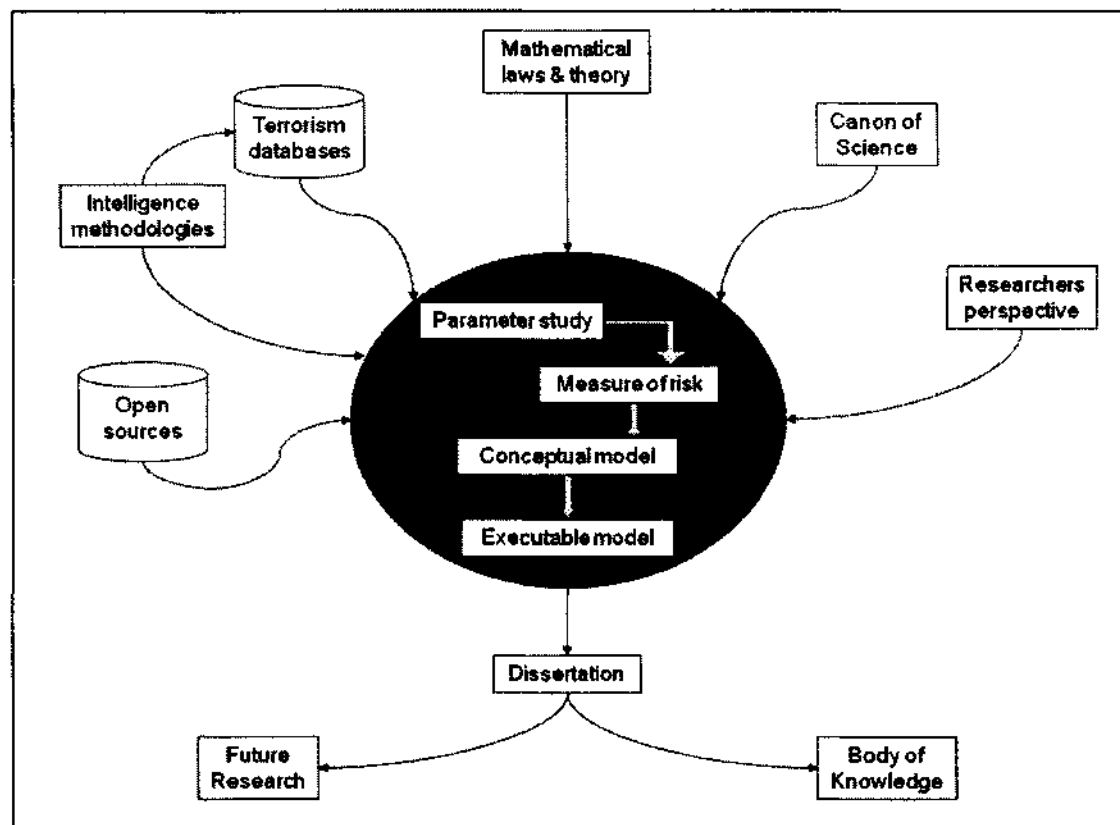 Mathematical
laws & theory
Terrorism
databases
Canon of
Science
Intelligence
methodologies
Researchers
perspective
Parameter study
Measure of risk
Open
sources
Conceptual model
Executable model
Dissertation
Future
Research
Body of
Knowledge